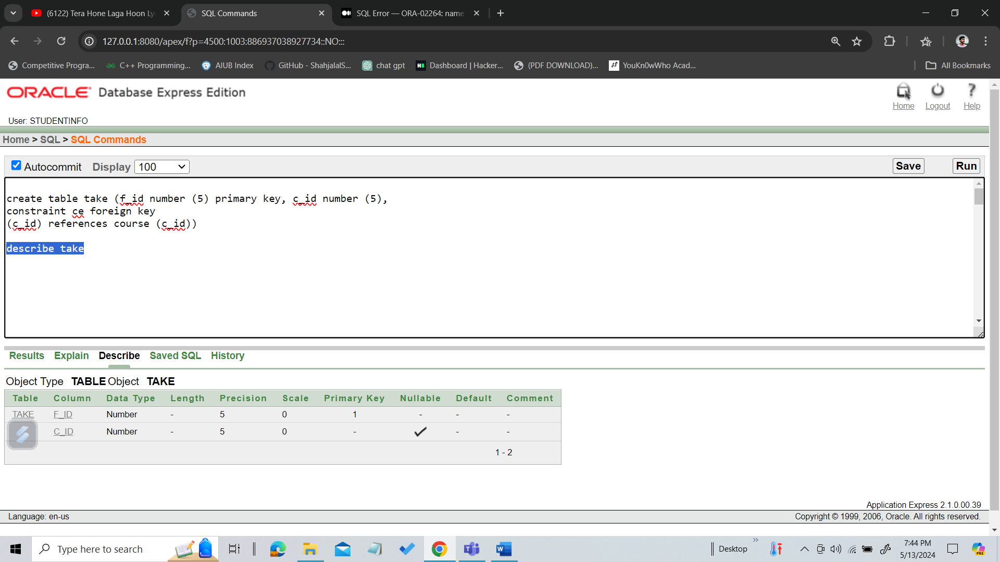 (6122) Tera Hone Laga Hoon Ly
SQL Commands
SQL Error — ORA-02264: name
127.0.0.1:8080/apex/f?p=4500:1003:886937038927734::NO:::
Competitive Progra...
C++ Programming...
AIUB Index
GitHub - ShahjalalS...
chat gpt
Dashboard | Hacker...
(PDF DOWNLOAD)...
YouKn0wWho Acad...
All Bookmarks
ORACLE Database Express Edition
Home
Logout
Help
User: STUDENTINFO
Home > SQL > SQL Commands
Autocommit Display 100
Save
Run
create table take (f_id number (5) primary key, c_id number (5),
constraint ce foreign key
(c_id) references course (c_id))
describe take
Results Explain Describe Saved SQL History
Object Type TABLE Object TAKE
Table Column Data Type Length Precision Scale Primary Key Nullable Default Comment
TAKE F_ID Number - 5 0 1 - - -
C_ID Number - 5 0 - - -
1 - 2
Application Express 2.1.0.00.39
Language: en-us
Copyright © 1999, 2006, Oracle. All rights reserved.
Type here to search
Desktop
7:44 PM
5/13/2024
PRE